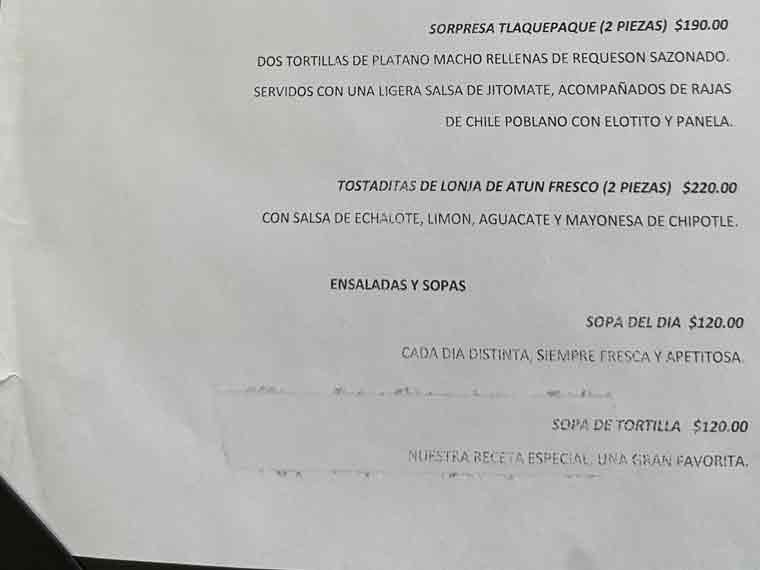 SORPRESA TLAQUEPAQUE (2 PIEZAS) $190.00
DOS TORTILLAS DE PLATANO MACHO RELLENAS DE REQUESON SAZONADO.
SERVIDOS CON UNA LIGERA SALSA DE JITOMATE, ACOMPAÑADOS DE RAJAS
DE CHILE POBLANO CON ELOTITO Y PANELA.
TOSTADITAS DE LONJA DE ATUN FRESCO (2 PIEZAS) $220.00
CON SALSA DE ECHALOTE, LIMON, AGUACATE Y MAYONESA DE CHIPOTLE.
ENSALADAS Y SOPAS
SOPA DEL DIA $120.00
CADA DIA DISTINTA, SIEMPRE FRESCA Y APETITOSA.
SOPA DE TORTILLA $120.00
NUESTRA RECETA ESPECIAL, UNA GRAN FAVORITA.